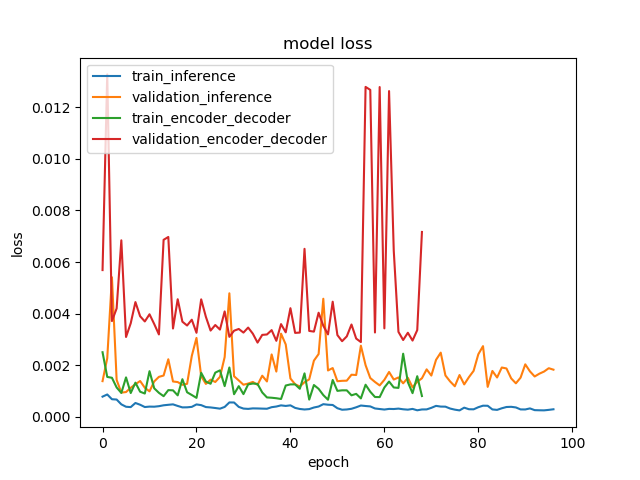 model loss
train_inference
validation_inference
train_encoder_decoder
validation_encoder_decoder
0.012
0.010
0.008
0.006
0.004
0.002
0.000
loss
0 20 40 60 80 100
epoch